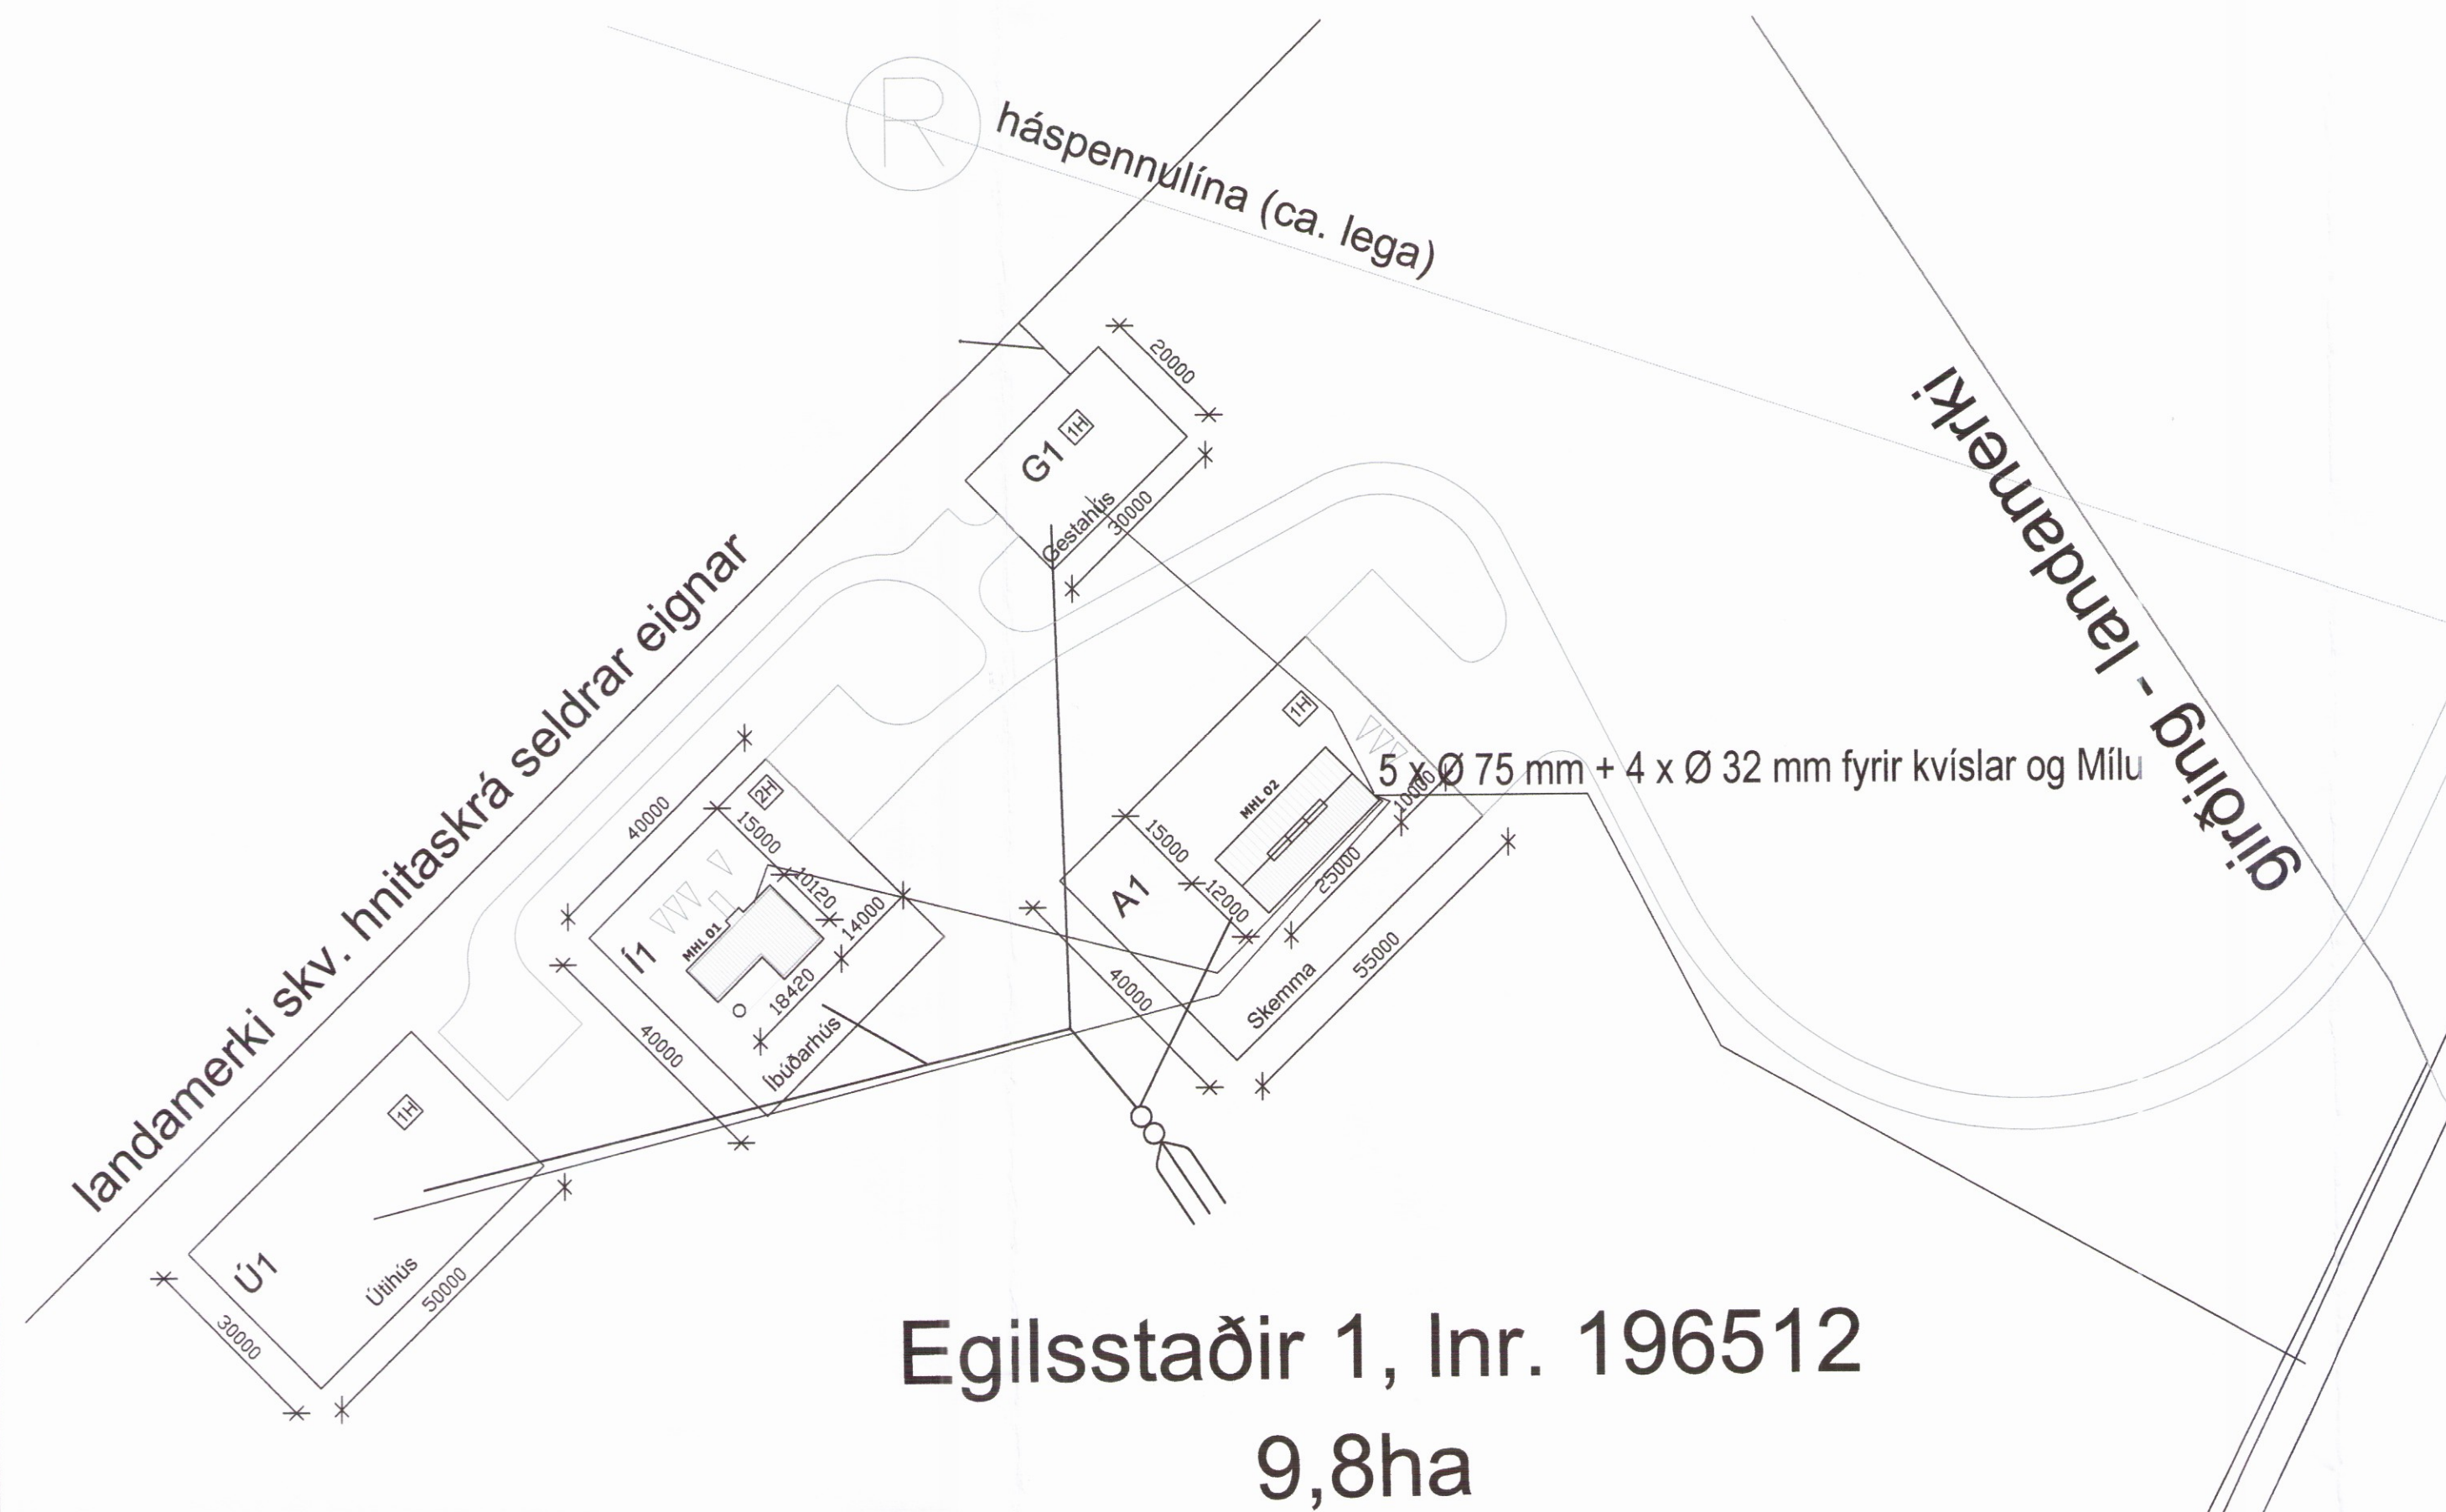 R
háspennulína (ca. lega)
20000
G1
1H
Gestahús
30000
landamerki skv. hnitaskrá seldrar eignar
girðing - landamerki
1H
5 x Ø 75 mm + 4 x Ø 32 mm fyrir kvíslar og Mílu
MHL 02
10000
15000
12000
25000
A1
40000
Skemma
55000
40000
2H
15000
10120
14000
Í1
MHL 01
18420
Íbúðarhús
40000
1H
Ú1
Útihús
50000
30000
Egilsstaðir 1, lnr. 196512
9,8ha